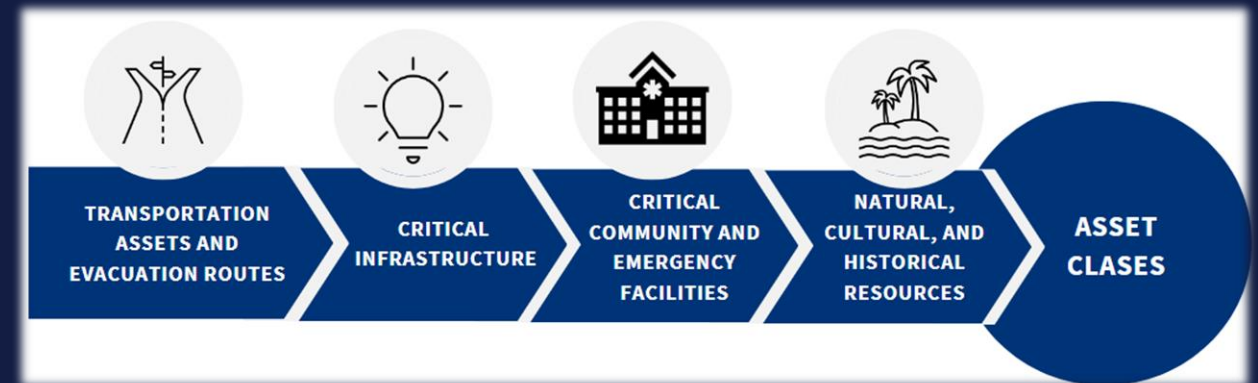 TRANSPORTATION
ASSETS AND
EVACUATION ROUTES
CRITICAL
INFRASTRUCTURE
CRITICAL
COMMUNITY AND
EMERGENCY
FACILITIES
NATURAL,
CULTURAL, AND
HISTORICAL
RESOURCES
ASSET
CLASES